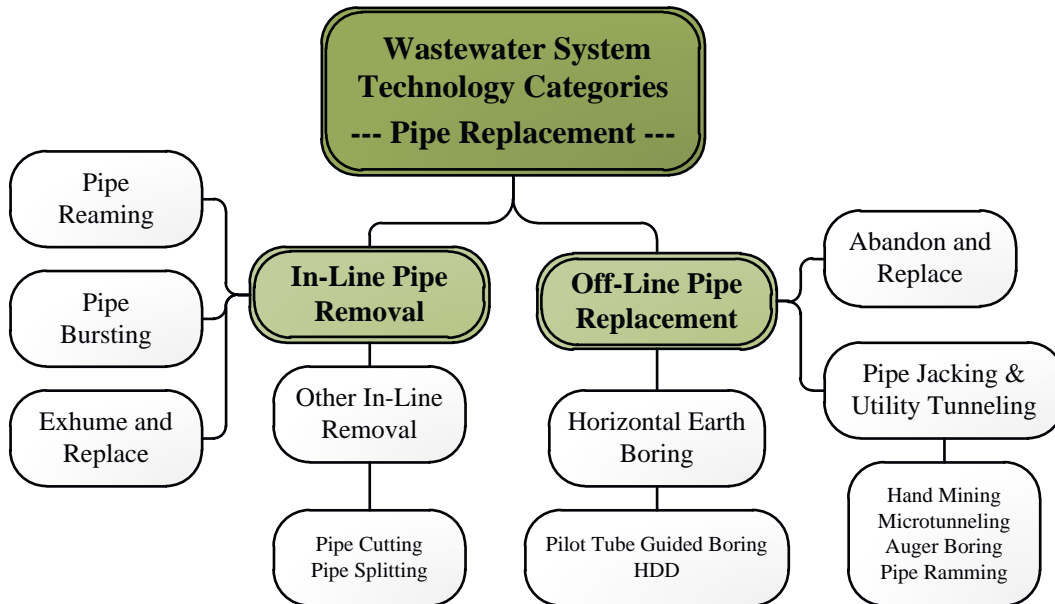 Wastewater System
Technology Categories
--- Pipe Replacement ---
Pipe
Reaming
Pipe
Bursting
Exhume and
Replace
In-Line Pipe
Removal
Other In-Line
Removal
Pipe Cutting
Pipe Splitting
Off-Line Pipe
Replacement
Horizontal Earth
Boring
Pilot Tube Guided Boring
HDD
Abandon and
Replace
Pipe Jacking &
Utility Tunneling
Hand Mining
Microtunneling
Auger Boring
Pipe Ramming